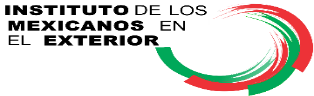 INSTITUTO DE LOS
MEXICANOS EN
EL EXTERIOR